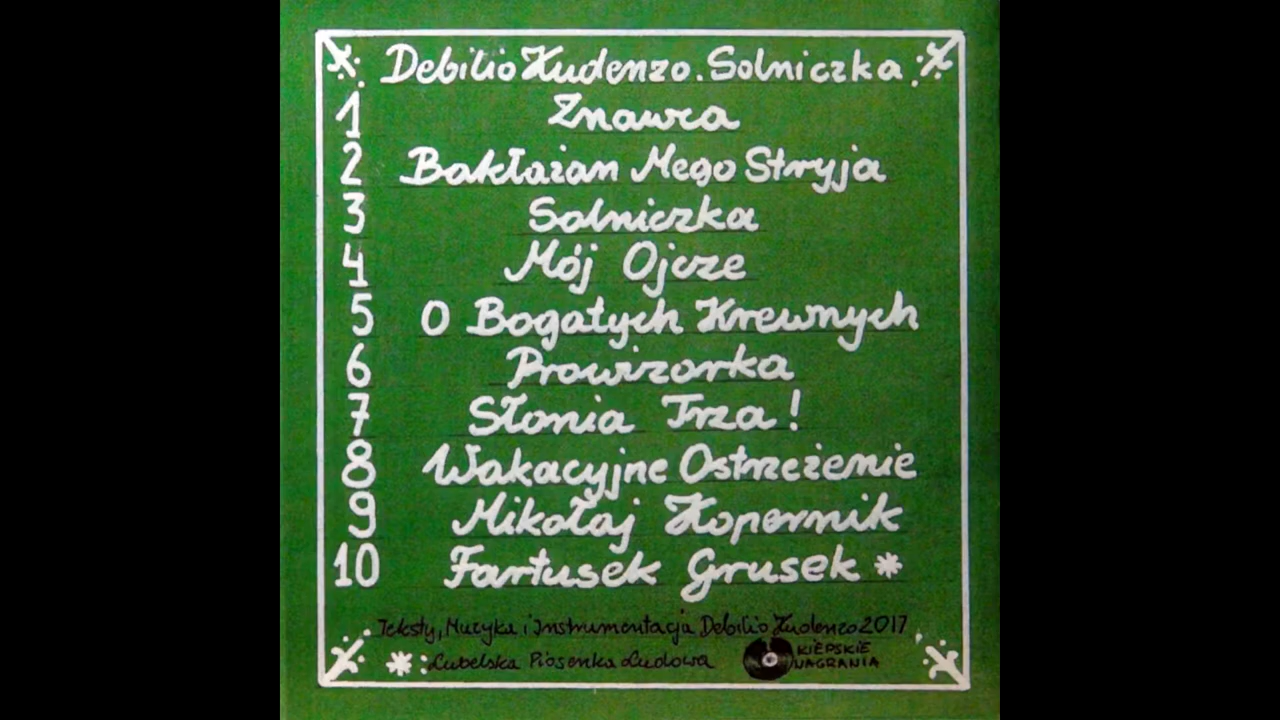 Debilio Kudenzo. Solniczka
1 Znawca
2 Bakłażan Mego Stryja
3 Solniczka
4 Mój Ojcze
5 O Bogatych Krewnych
6 Prowizorka
7 Słonia Trza!
8 Wakacyjne Ostrzeżenie
9 Mikołaj Kopernik
10 Fartusek Grusek *
Teksty, Muzyka i Instrumentacja Debilio Kudenzo 2017
* : Lubelska Piosenka Ludowa
KIEPSKIE
NAGRANIA